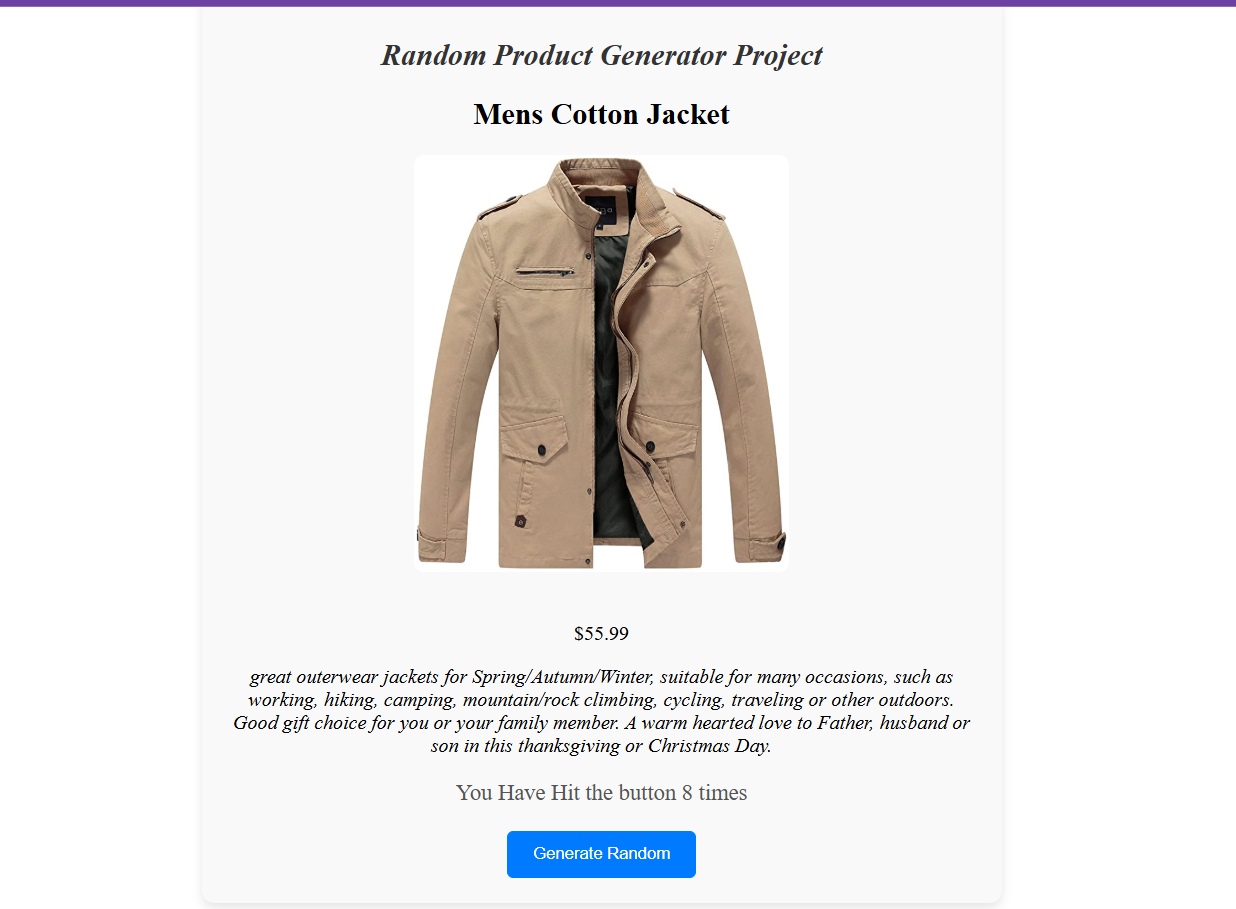 Random Product Generator Project
Mens Cotton Jacket
$55.99
great outerwear jackets for Spring/Autumn/Winter, suitable for many occasions, such as
working, hiking, camping, mountain/rock climbing, cycling, traveling or other outdoors.
Good gift choice for you or your family member. A warm hearted love to Father, husband or
son in this thanksgiving or Christmas Day.
You Have Hit the button 8 times
Generate Random